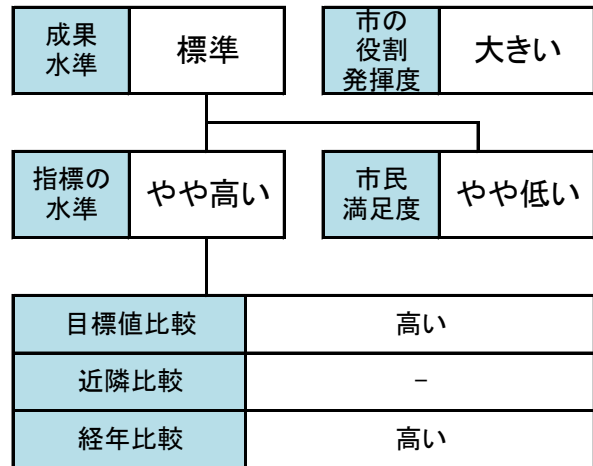 成果
水準
標準
市の
役割
発揮度
大きい
指標の
水準
やや高い
市民
満足度
やや低い
目標値比較
高い
近隣比較
－
経年比較
高い